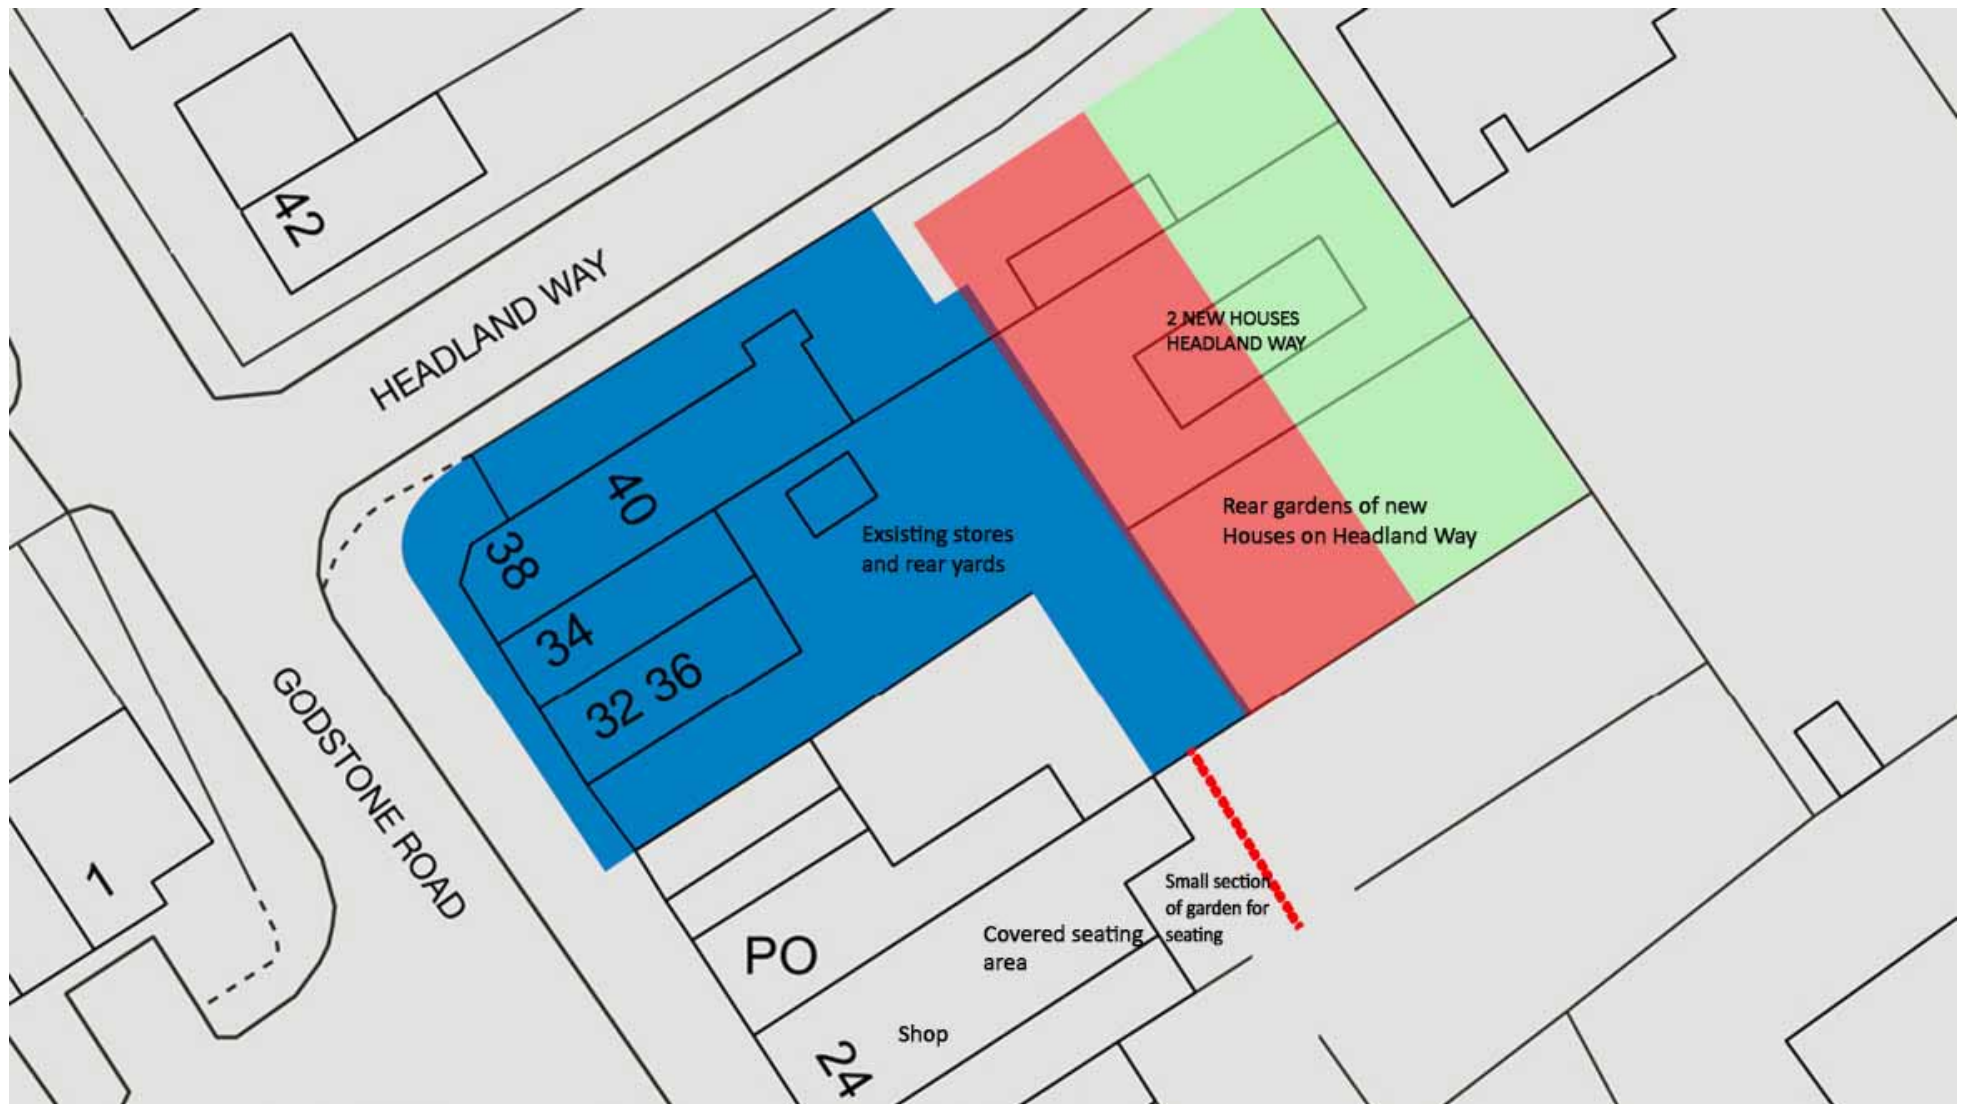 42
HEADLAND WAY
2 NEW HOUSES
HEADLAND WAY
40
38
Exsisting stores
and rear yards
Rear gardens of new
Houses on Headland Way
34
32 36
GODSTONE ROAD
1
PO
Covered seating
area
Small section
of garden for
seating
Shop
24